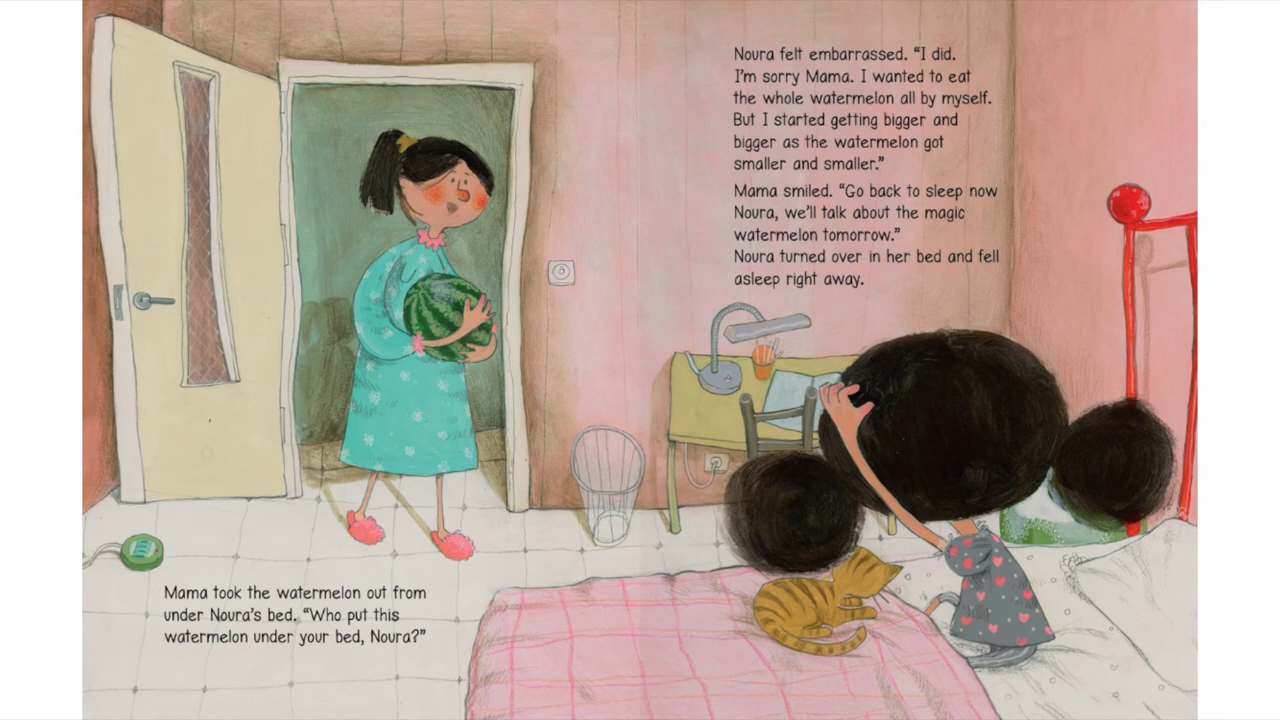 Mama took the watermelon out from
under Noura's bed. “Who put this
watermelon under your bed, Noura?”
Noura felt embarrassed. “I did.
I'm sorry Mama. I wanted to eat
the whole watermelon all by myself.
But I started getting bigger and
bigger as the watermelon got
smaller and smaller.”
Mama smiled. “Go back to sleep now
Noura, we'll talk about the magic
watermelon tomorrow.”
Noura turned over in her bed and fell
asleep right away.